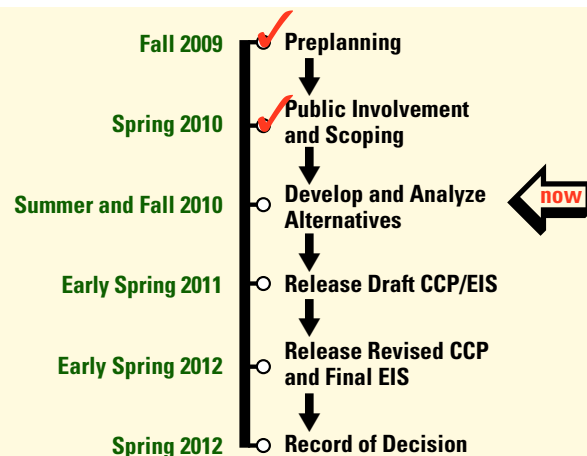 Fall 2009 Preplanning
Spring 2010 Public Involvement
and Scoping
Summer and Fall 2010 Develop and Analyze
Alternatives
now
Early Spring 2011 Release Draft CCP/EIS
Early Spring 2012 Release Revised CCP
and Final EIS
Spring 2012 Record of Decision